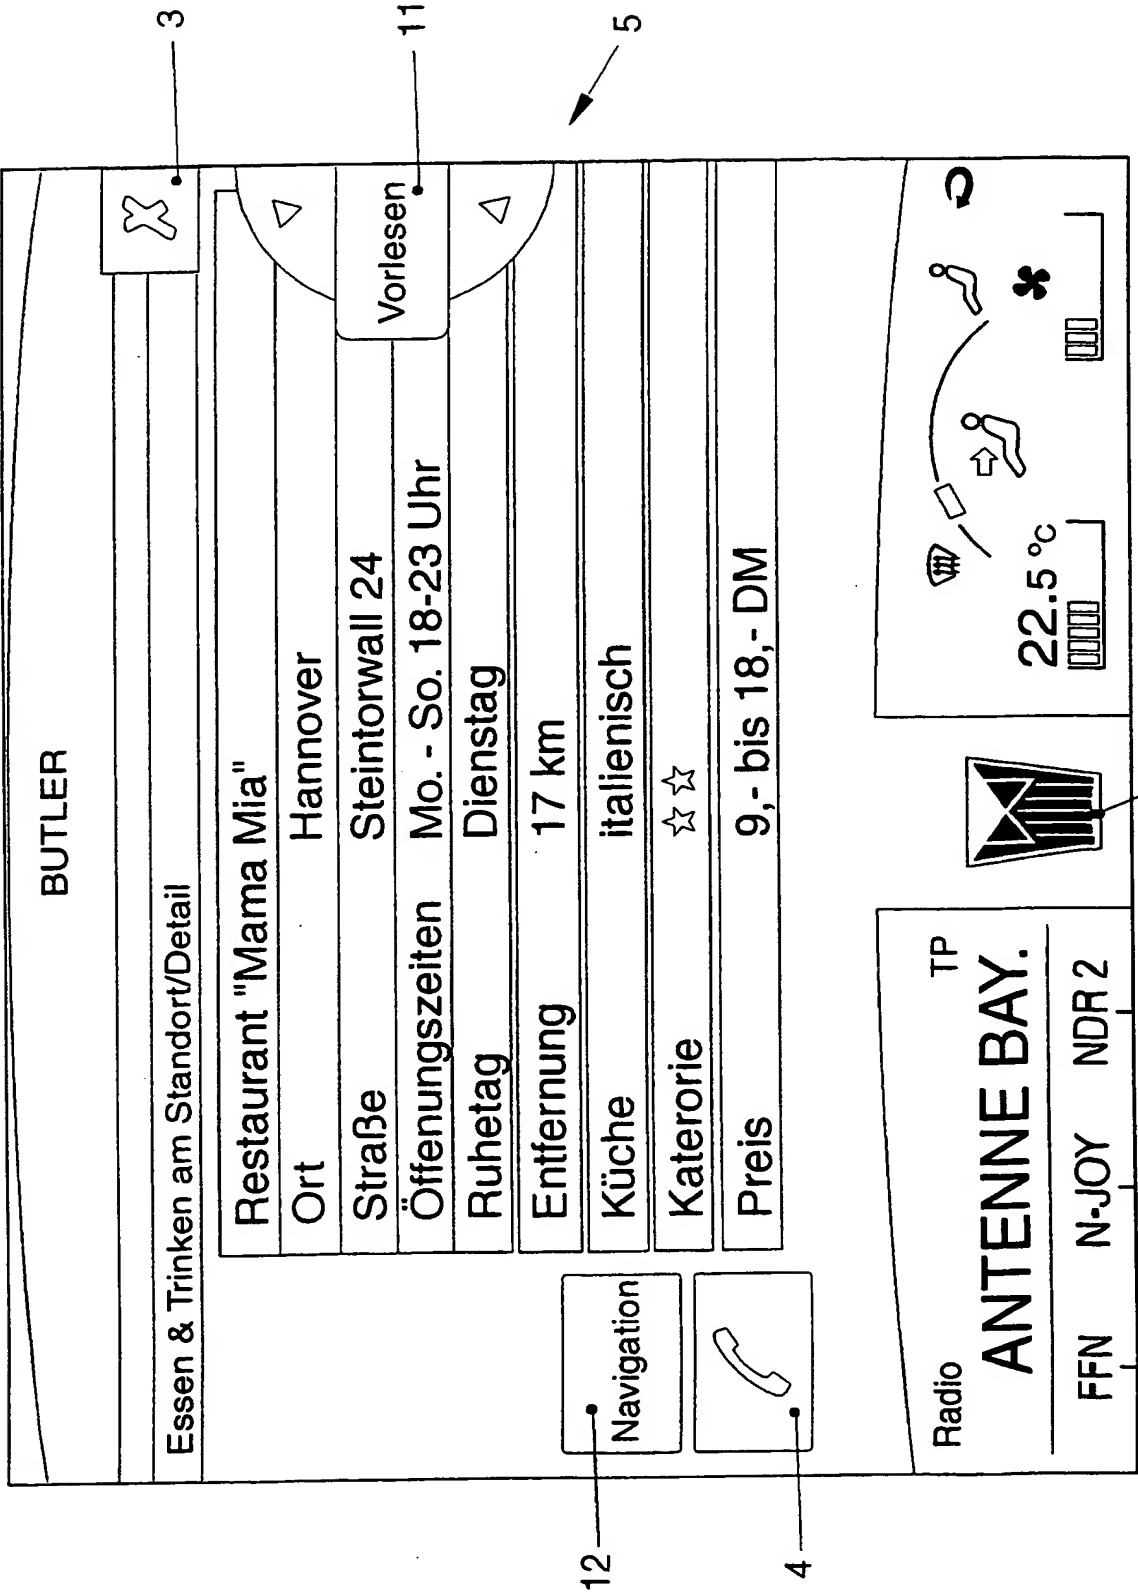 3
11
5
BUTLER
Essen & Trinken am Standort/Detail
Restaurant "Mama Mia"
Ort Hannover
Straße Steintorwall 24
Vorlesen
Öffenungszeiten Mo. - So. 18-23 Uhr
Ruhetag Dienstag
Entfernung 17 km
Küche italienisch
Katerorie ☆☆
Preis 9,- bis 18,- DM
12
Navigation
4
Radio TP
ANTENNE BAY.
FFN N-JOY NDR 2
22.5 °C